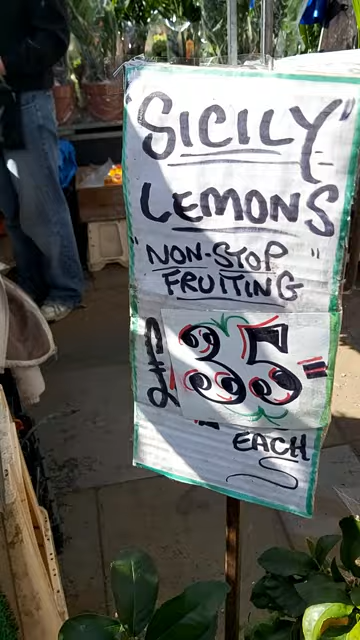 "SICILY"
LEMONS
"NON-STOP"
FRUITING
£35=
EACH